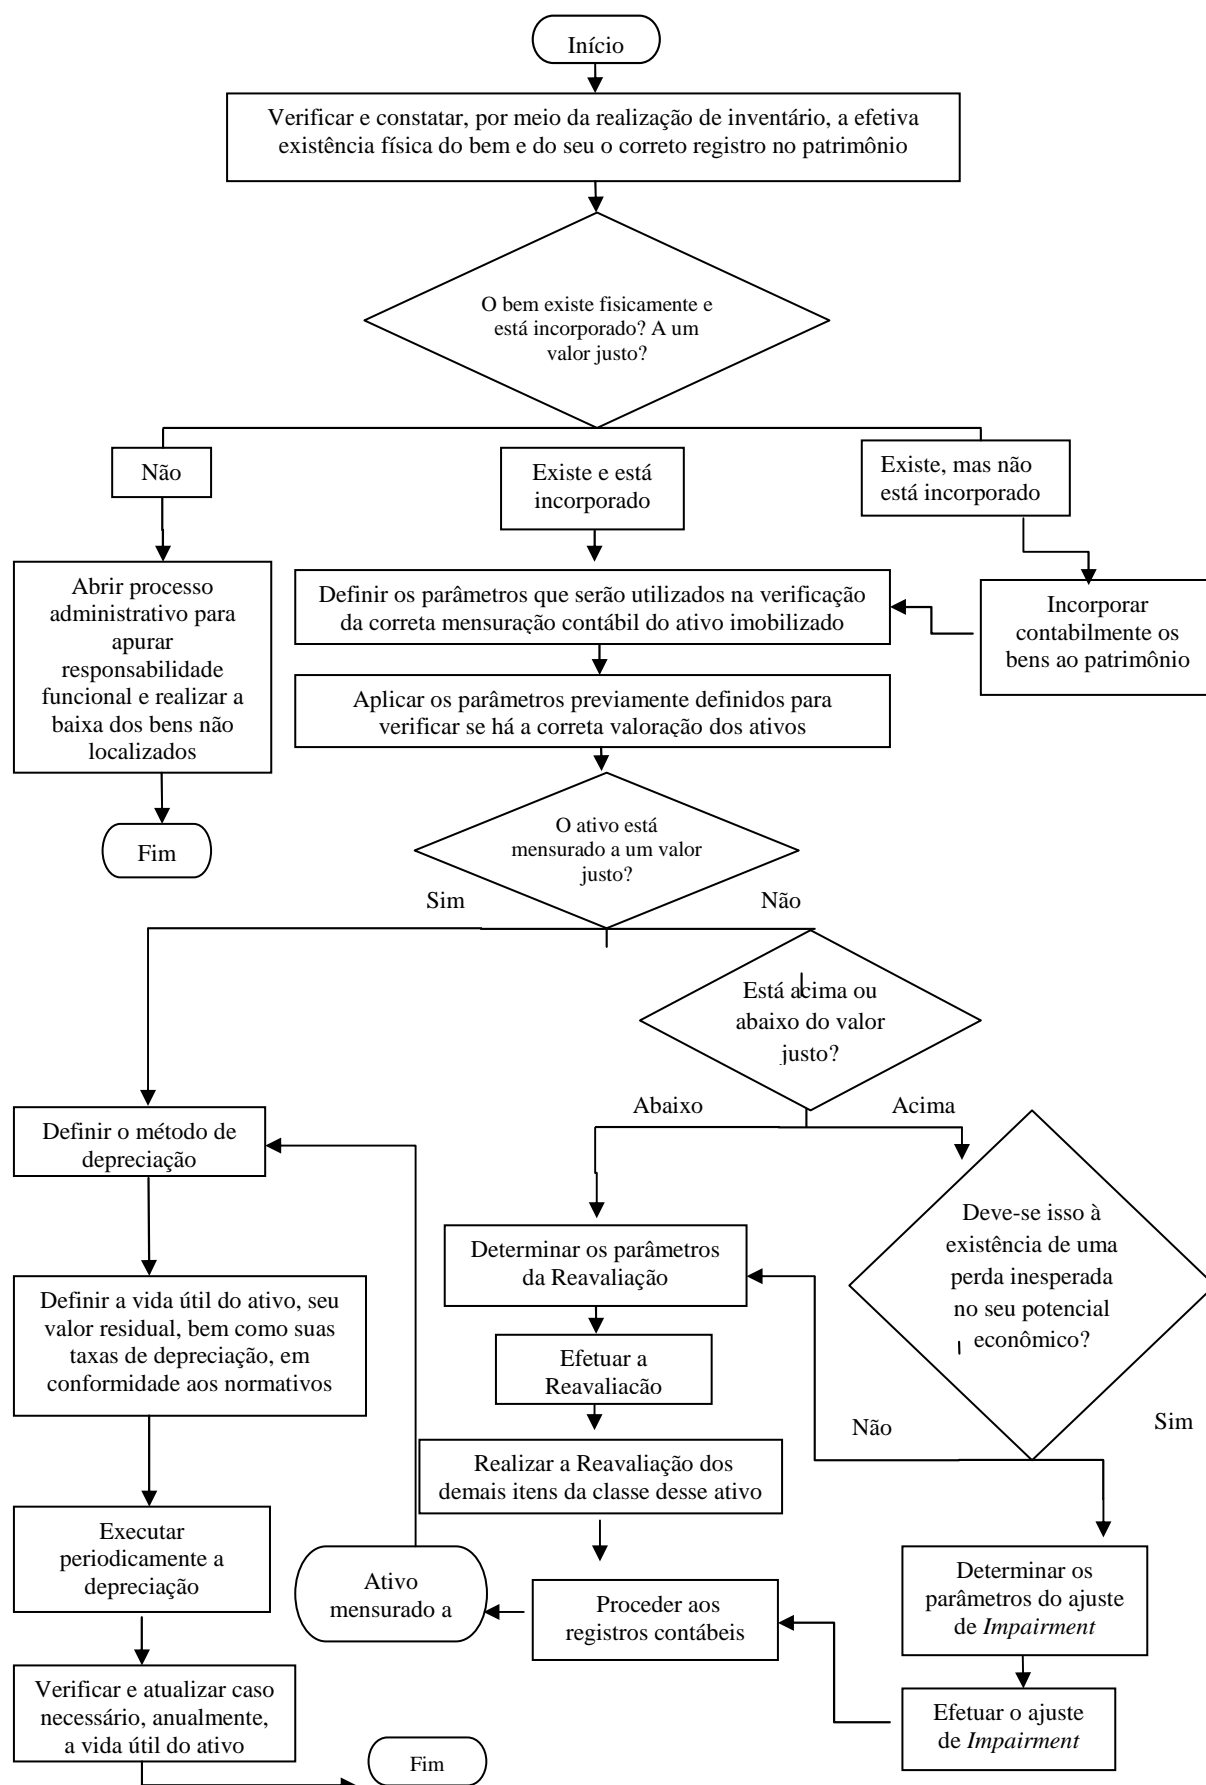 Início
Verificar e constatar, por meio da realização de inventário, a efetiva
existência física do bem e do seu o correto registro no patrimônio
O bem existe fisicamente e
está incorporado? A um
valor justo?
Não
Existe e está
incorporado
Existe, mas não
está incorporado
Abrir processo
administrativo para
apurar
responsabilidade
funcional e realizar a
baixa dos bens não
localizados
Definir os parâmetros que serão utilizados na verificação
da correta mensuração contábil do ativo imobilizado
Incorporar
contabilmente os
bens ao patrimônio
Aplicar os parâmetros previamente definidos para
verificar se há a correta valoração dos ativos
Fim
O ativo está
mensurado a um valor
justo?
Sim
Não
Está acima ou
abaixo do valor
justo?
Abaixo
Acima
Definir o método de
depreciação
Determinar os parâmetros
da Reavaliação
Deve-se isso à
existência de uma
perda inesperada
no seu potencial
econômico?
Definir a vida útil do ativo, seu
valor residual, bem como suas
taxas de depreciação, em
conformidade aos normativos
Efetuar a
Reavaliacão
Não
Sim
Realizar a Reavaliação dos
demais itens da classe desse ativo
Executar
periodicamente a
depreciação
Ativo
mensurado a
Proceder aos
registros contábeis
Determinar os
parâmetros do ajuste
de Impairment
Verificar e atualizar caso
necessário, anualmente,
a vida útil do ativo
Efetuar o ajuste
de Impairment
Fim